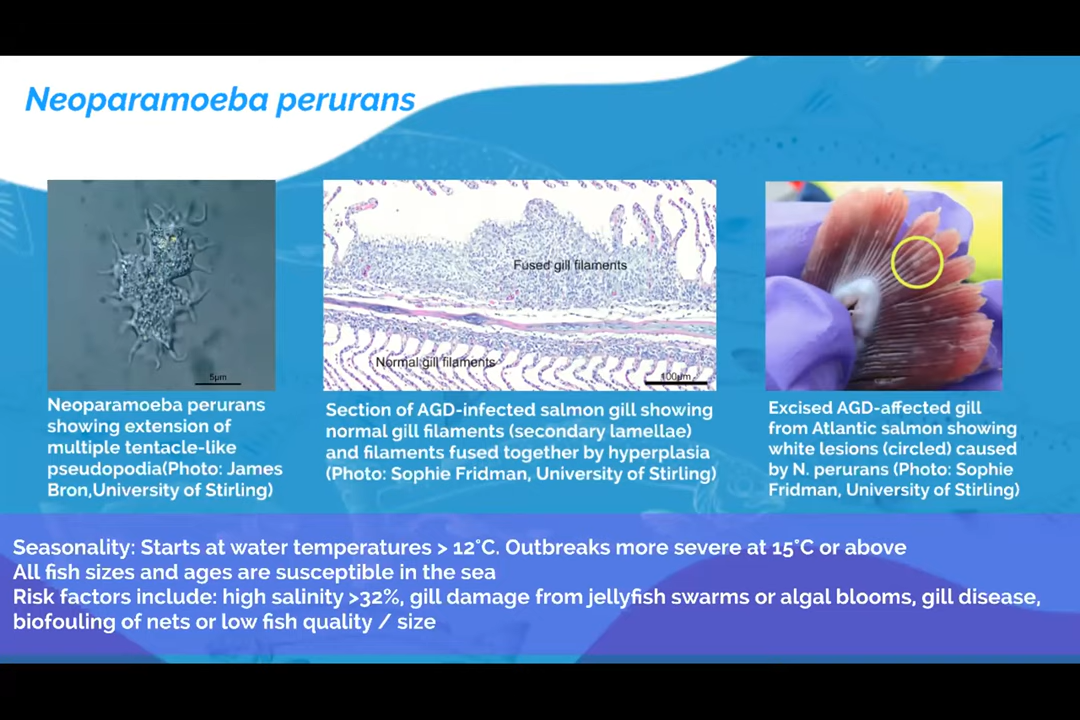 Neoparamoeba perurans
5μm
Fused gill filaments
Normal gill filaments
100μm
Neoparamoeba perurans
showing extension of
multiple tentacle-like
pseudopodia(Photo: James
Bron,University of Stirling)
Section of AGD-infected salmon gill showing
normal gill filaments (secondary lamellae)
and filaments fused together by hyperplasia
(Photo: Sophie Fridman, University of Stirling)
Excised AGD-affected gill
from Atlantic salmon showing
white lesions (circled) caused
by N. perurans (Photo: Sophie
Fridman, University of Stirling)
Seasonality: Starts at water temperatures > 12°C. Outbreaks more severe at 15°C or above
All fish sizes and ages are susceptible in the sea
Risk factors include: high salinity >32%, gill damage from jellyfish swarms or algal blooms, gill disease,
biofouling of nets or low fish quality / size